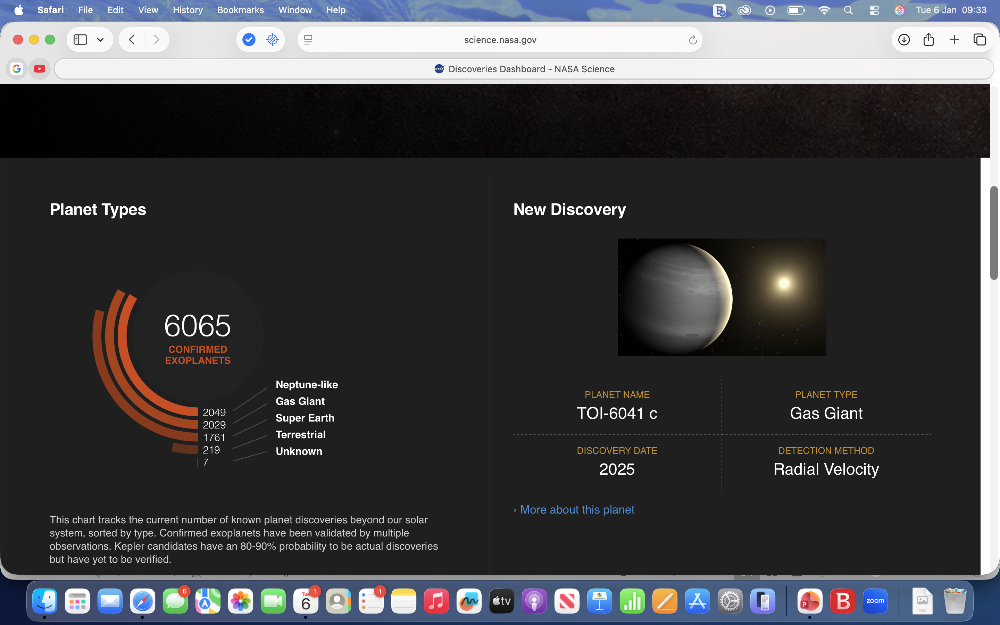 Safari File Edit View History Bookmarks Window Help Tue 6 Jan 09:33
science.nasa.gov
Discoveries Dashboard - NASA Science
Planet Types
6065
CONFIRMED
EXOPLANETS
2049 Neptune-like
2029 Gas Giant
1761 Super Earth
219 Terrestrial
7 Unknown
This chart tracks the current number of known planet discoveries beyond our solar
system, sorted by type. Confirmed exoplanets have been validated by multiple
observations. Kepler candidates have an 80-90% probability to be actual discoveries
but have yet to be verified.
New Discovery
PLANET NAME
TOI-6041 c
PLANET TYPE
Gas Giant
DISCOVERY DATE
2025
DETECTION METHOD
Radial Velocity
› More about this planet
5
Tue
6
1
1
tv
P
B
zoom
PNG